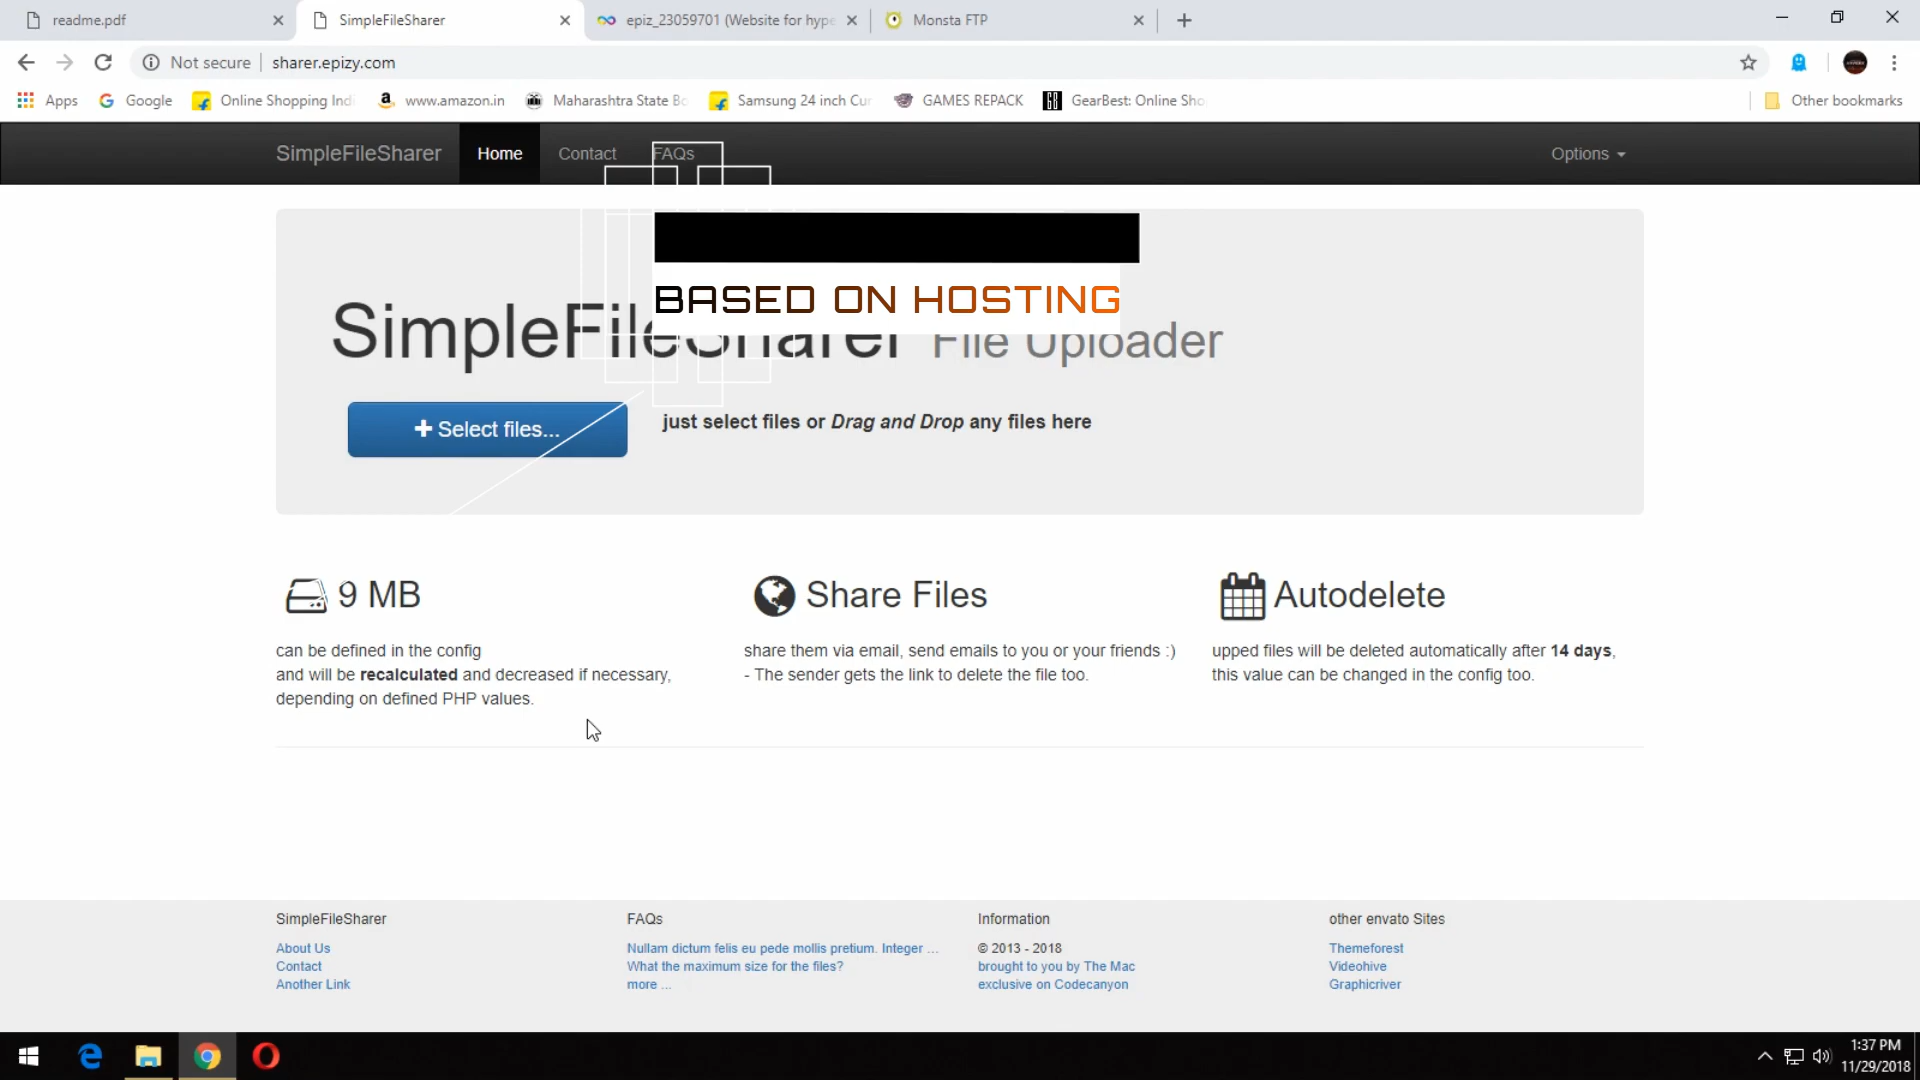 readme.pdf
SimpleFileSharer
epiz_23059701 (Website for hype
Monsta FTP
Not secure
sharer.epizy.com
Apps
Google
Online Shopping Indi
www.amazon.in
Maharashtra State Bo
Samsung 24 inch Cur
GAMES REPACK
GearBest: Online Sho
Other bookmarks
SimpleFileSharer
Home
Contact
FAQs
Options
BASED ON HOSTING
SimpleFileSharer File Uploader
Select files...
just select files or Drag and Drop any files here
9 MB
can be defined in the config
and will be recalculated and decreased if necessary,
depending on defined PHP values.
Share Files
share them via email, send emails to you or your friends :)
- The sender gets the link to delete the file too.
Autodelete
upped files will be deleted automatically after 14 days,
this value can be changed in the config too.
SimpleFileSharer
About Us
Contact
Another Link
FAQs
Nullam dictum felis eu pede mollis pretium. Integer ...
What the maximum size for the files?
more ...
Information
© 2013 - 2018
brought to you by The Mac
exclusive on Codecanyon
other envato Sites
Themeforest
Videohive
Graphicriver
1:37 PM
11/29/2018